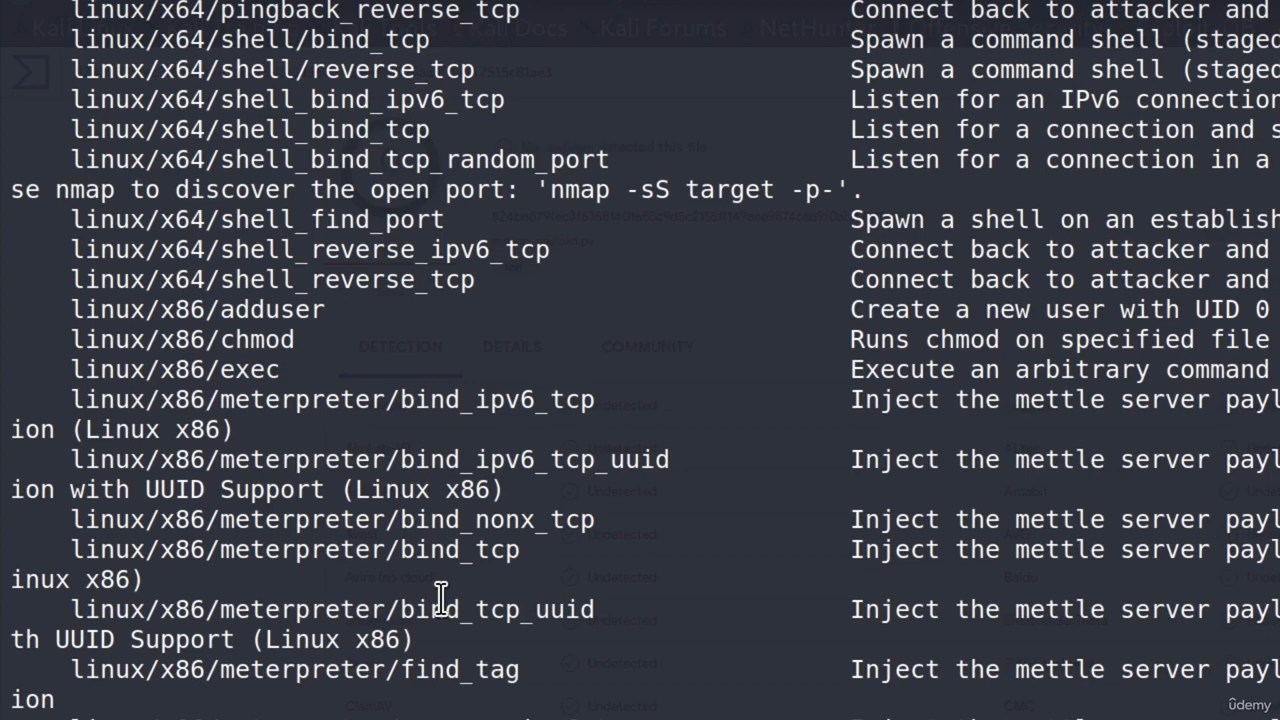 linux/x64/pingback_reverse_tcp Connect back to attacker and
linux/x64/shell/bind_tcp Spawn a command shell (staged
linux/x64/shell/reverse_tcp Spawn a command shell (staged
linux/x64/shell_bind_ipv6_tcp Listen for an IPv6 connection
linux/x64/shell_bind_tcp Listen for a connection and s
linux/x64/shell_bind_tcp_random_port Listen for a connection in a
se nmap to discover the open port: 'nmap -sS target -p-'.
linux/x64/shell_find_port Spawn a shell on an establish
linux/x64/shell_reverse_ipv6_tcp Connect back to attacker and
linux/x64/shell_reverse_tcp Connect back to attacker and
linux/x86/adduser Create a new user with UID 0
linux/x86/chmod Runs chmod on specified file
DETECTION DETAILS COMMUNITY
linux/x86/exec Execute an arbitrary command
linux/x86/meterpreter/bind_ipv6_tcp Inject the mettle server payl
ion (Linux x86)
linux/x86/meterpreter/bind_ipv6_tcp_uuid Inject the mettle server payl
ion with UUID Support (Linux x86)
Undetected
linux/x86/meterpreter/bind_nonx_tcp Inject the mettle server payl
linux/x86/meterpreter/bind_tcp Inject the mettle server payl
inux x86)
Undetected
linux/x86/meterpreter/bind_tcp_uuid Inject the mettle server payl
th UUID Support (Linux x86)
linux/x86/meterpreter/find_tag Inject the mettle server payl
Undetected
ion
Undetected
ûdemy